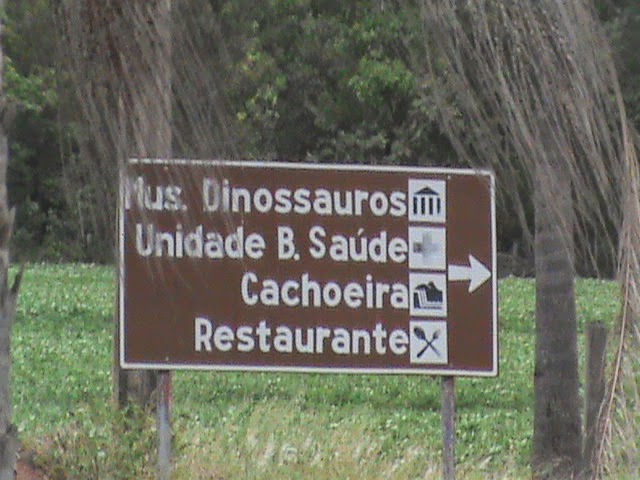 Mus. Dinossauros
Unidade B. Saúde
Cachoeira
Restaurante